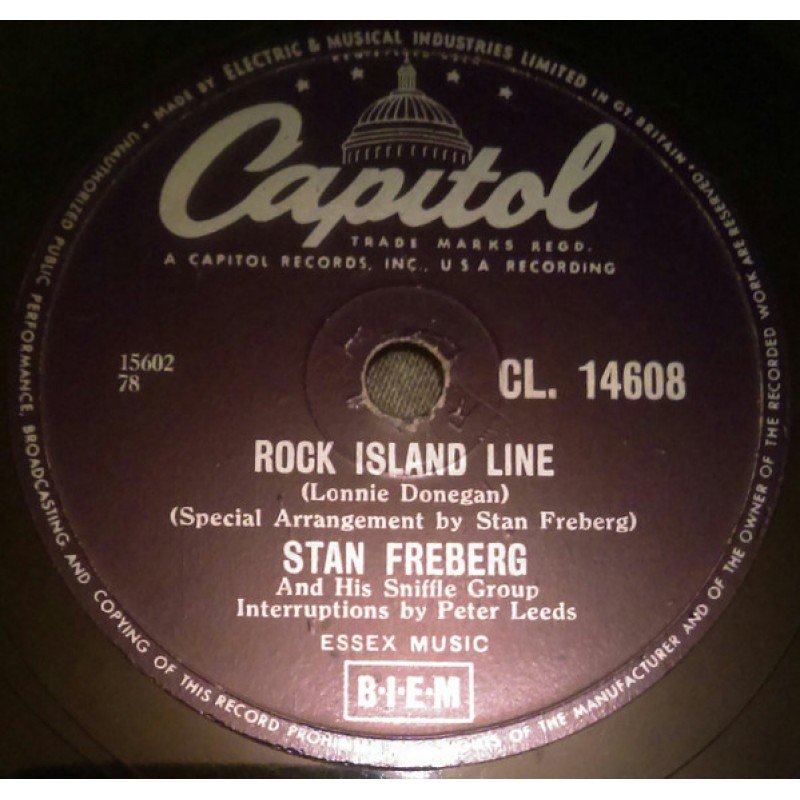 MADE BY ELECTRIC & MUSICAL INDUSTRIES LIMITED IN GT BRITAIN •
Capitol
TRADE MARKS REGD.
A CAPITOL RECORDS, INC., U S A RECORDING
15602
78
CL. 14608
ROCK ISLAND LINE
(Lonnie Donegan)
(Special Arrangement by Stan Freberg)
STAN FREBERG
And His Sniffle Group
Interruptions by Peter Leeds
ESSEX MUSIC
B·I·E·M
ALL RIGHTS OF THE MANUFACTURER AND OF THE OWNER OF THE RECORDED WORK ARE RESERVED •
UNAUTHORIZED PUBLIC PERFORMANCE, BROADCASTING AND COPYING OF THIS RECORD PROHIBITED